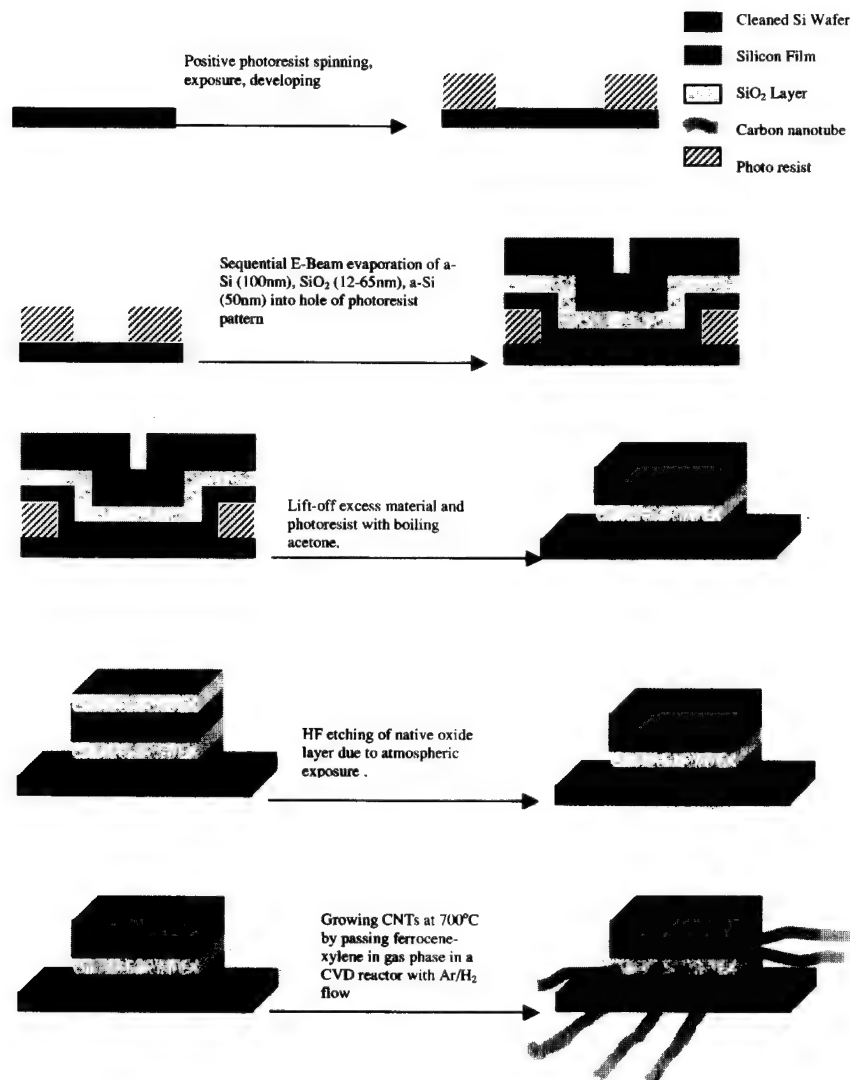 Positive photoresist spinning,
exposure, developing
Cleaned Si Wafer
Silicon Film
SiO₂ Layer
Carbon nanotube
Photo resist
Sequential E-Beam evaporation of a-
Si (100nm), SiO₂ (12-65nm), a-Si
(50nm) into hole of photoresist
pattern
Lift-off excess material and
photoresist with boiling
acetone.
HF etching of native oxide
layer due to atmospheric
exposure .
Growing CNTs at 700°C
by passing ferrocene-
xylene in gas phase in a
CVD reactor with Ar/H₂
flow